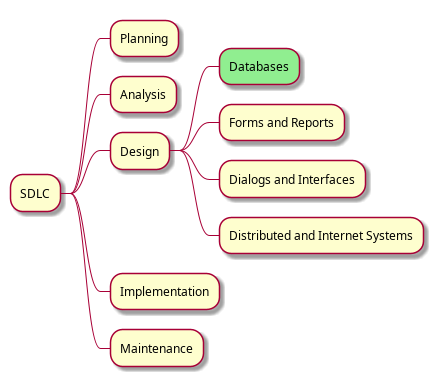 SDLC
Planning
Analysis
Design
Databases
Forms and Reports
Dialogs and Interfaces
Distributed and Internet Systems
Implementation
Maintenance